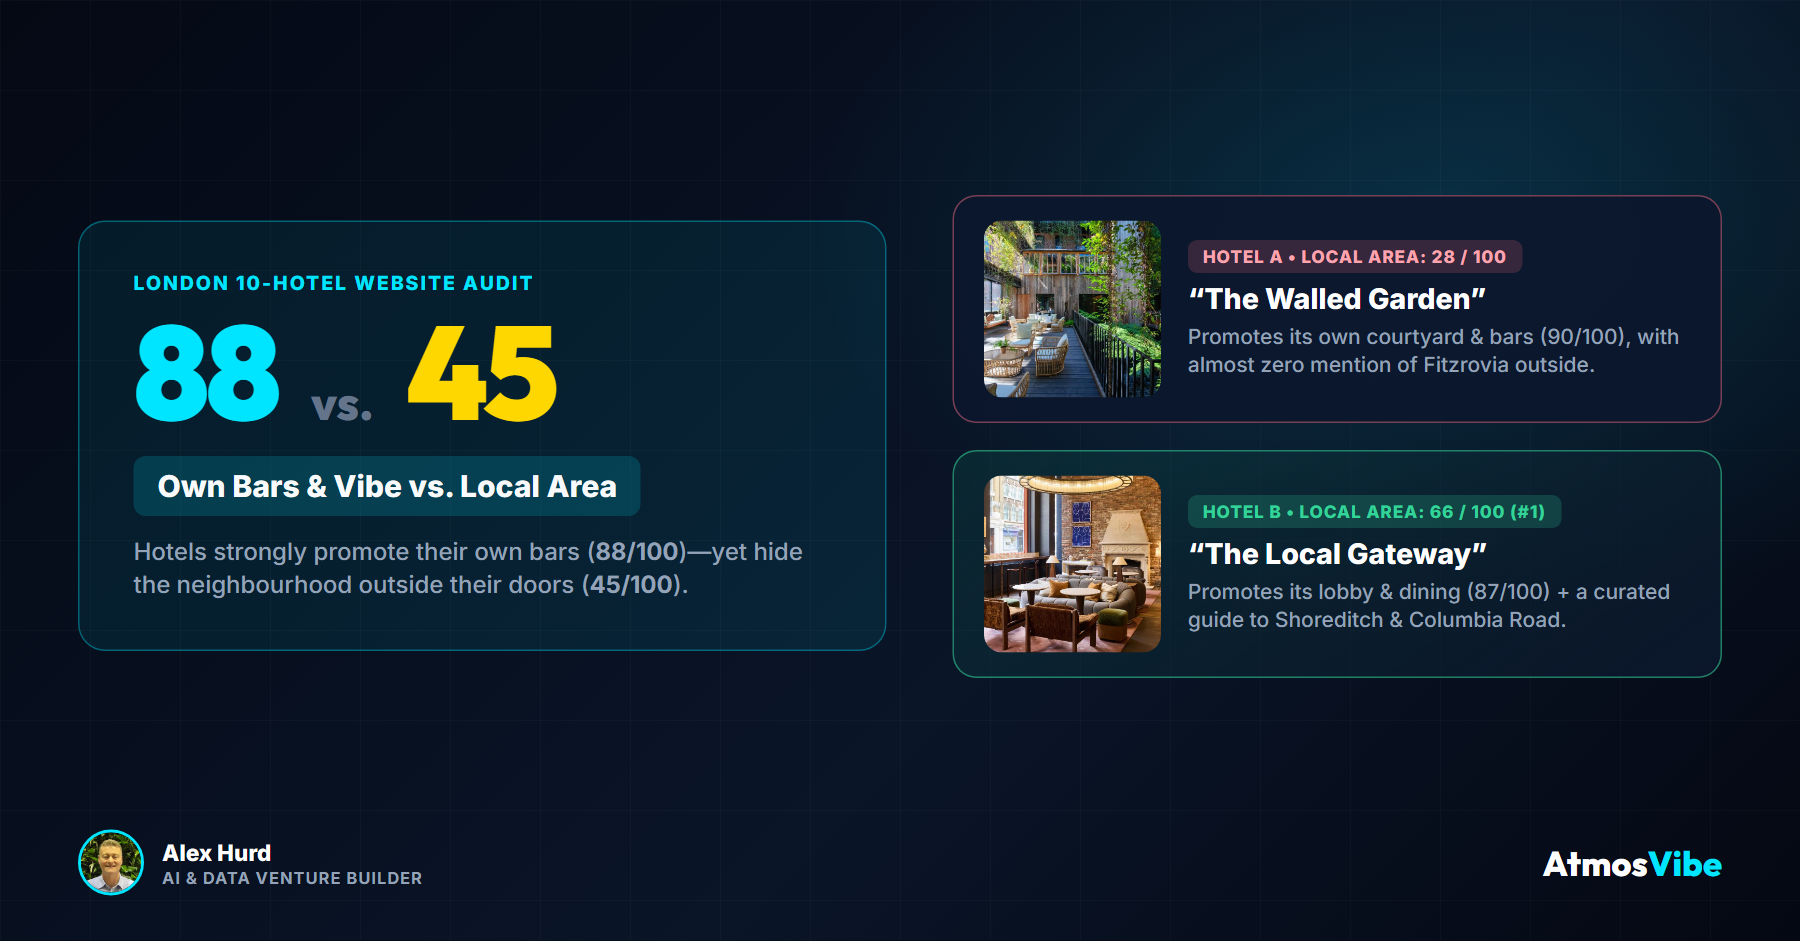 LONDON 10-HOTEL WEBSITE AUDIT
88 vs. 45
Own Bars & Vibe vs. Local Area
Hotels strongly promote their own bars (88/100)—yet hide
the neighbourhood outside their doors (45/100).
HOTEL A • LOCAL AREA: 28 / 100
“The Walled Garden”
Promotes its own courtyard & bars (90/100), with
almost zero mention of Fitzrovia outside.
HOTEL B • LOCAL AREA: 66 / 100 (#1)
“The Local Gateway”
Promotes its lobby & dining (87/100) + a curated
guide to Shoreditch & Columbia Road.
Alex Hurd
AI & DATA VENTURE BUILDER
AtmosVibe